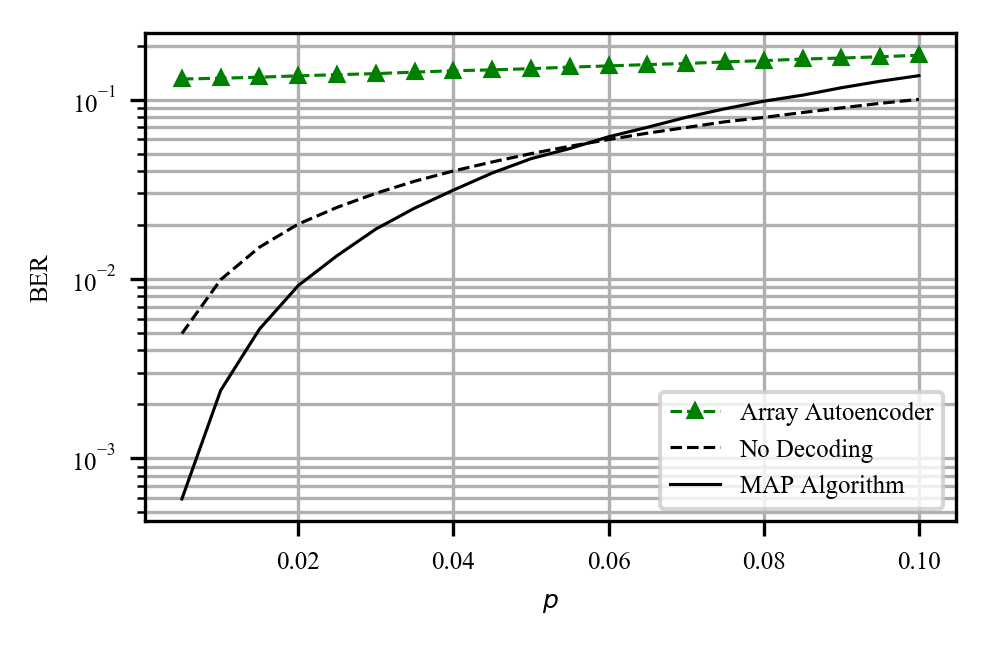 10⁻¹
10⁻²
10⁻³
BER
0.02 0.04 0.06 0.08 0.10
p
Array Autoencoder
No Decoding
MAP Algorithm